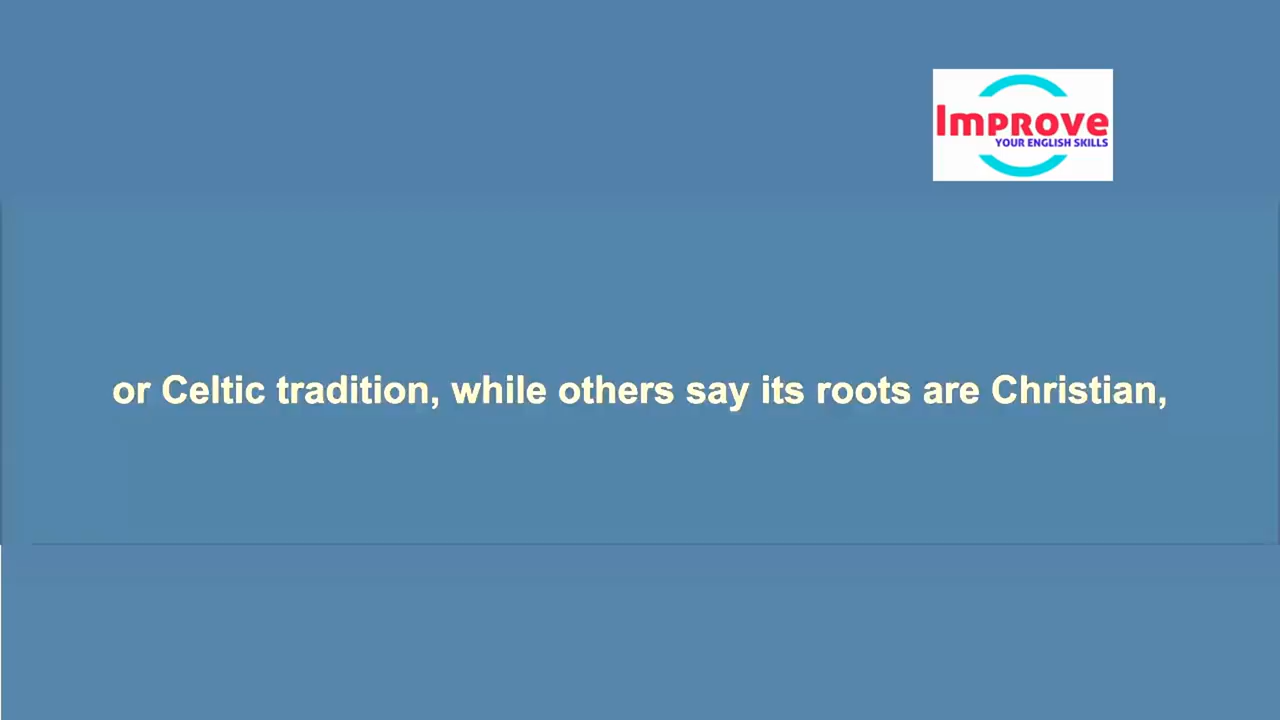 Improve
YOUR ENGLISH SKILLS
or Celtic tradition, while others say its roots are Christian,